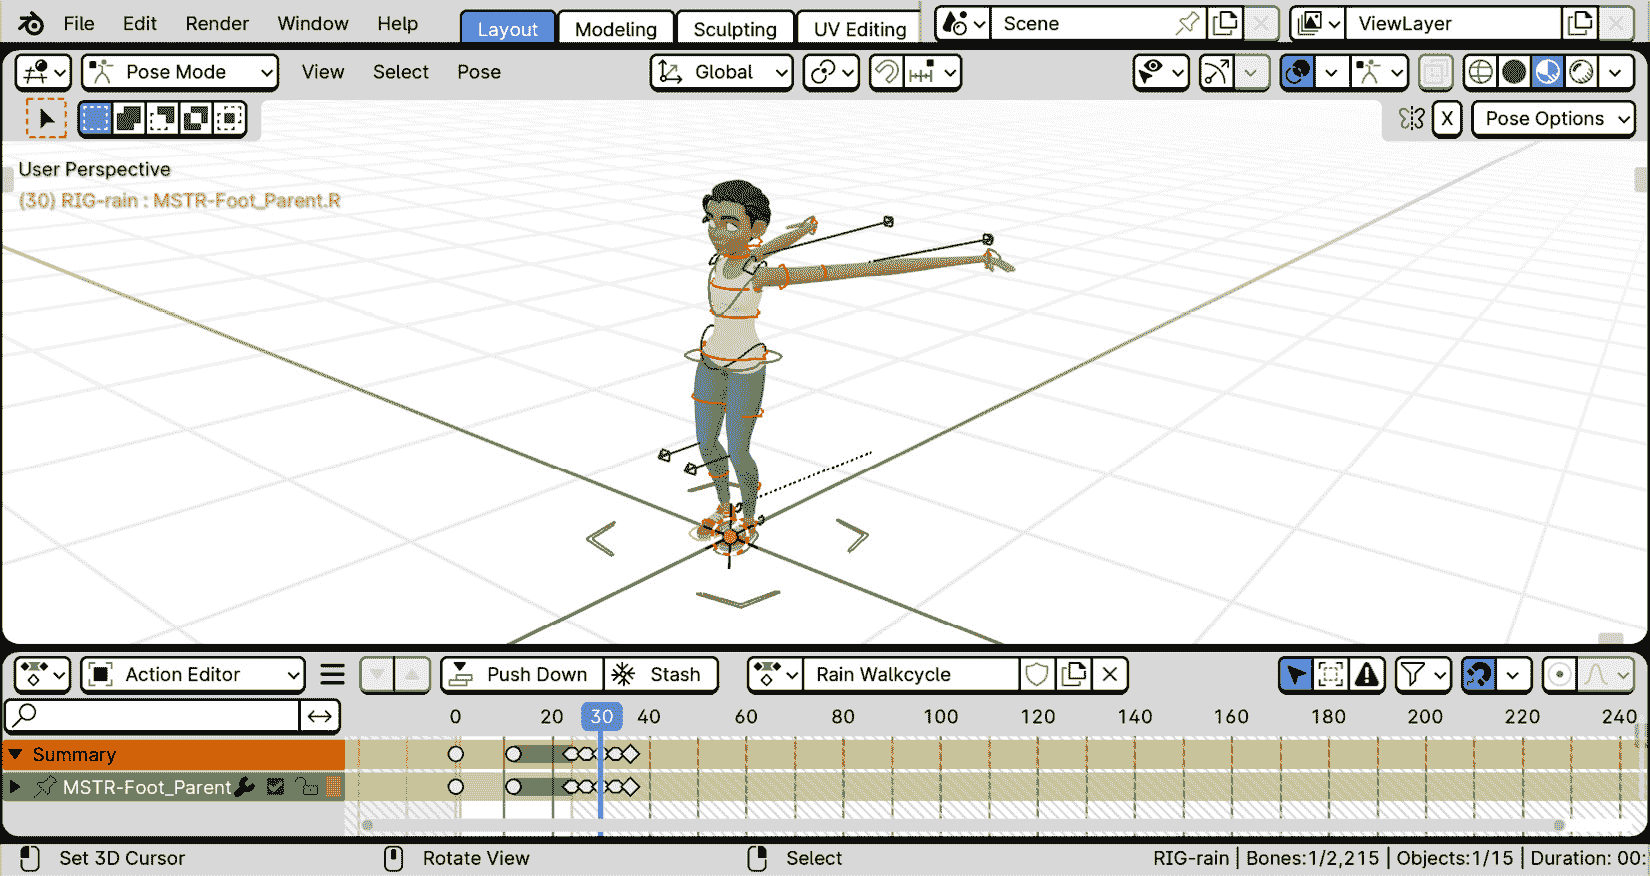 File Edit Render Window Help Layout Modeling Sculpting UV Editing Scene ViewLayer
Pose Mode View Select Pose Global
X Pose Options
User Perspective
(30) RIG-rain : MSTR-Foot_Parent.R
Action Editor Push Down Stash Rain Walkcycle
0 20 30 40 60 80 100 120 140 160 180 200 220 240
Summary
MSTR-Foot_Parent
Set 3D Cursor Rotate View Select RIG-rain | Bones:1/2,215 | Objects:1/15 | Duration: 00: